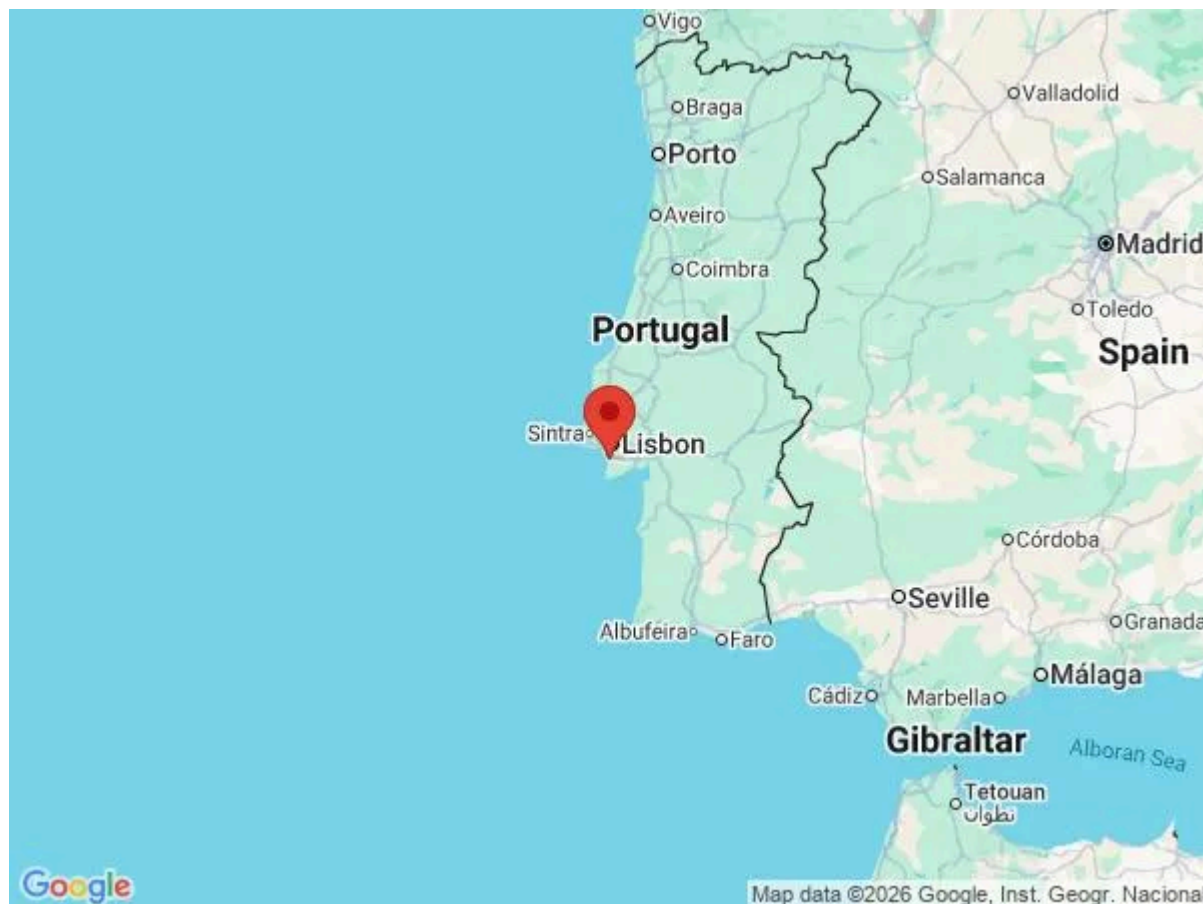 Vigo
Braga
Valladolid
Porto
Salamanca
Aveiro
Madrid
Coimbra
Toledo
Portugal
Spain
Sintra
Lisbon
Córdoba
Seville
Granada
Albufeira
Faro
Málaga
Cádiz
Marbella
Gibraltar
Alboran Sea
Tetouan
تطوان
Google
Map data ©2026 Google, Inst. Geogr. Nacional